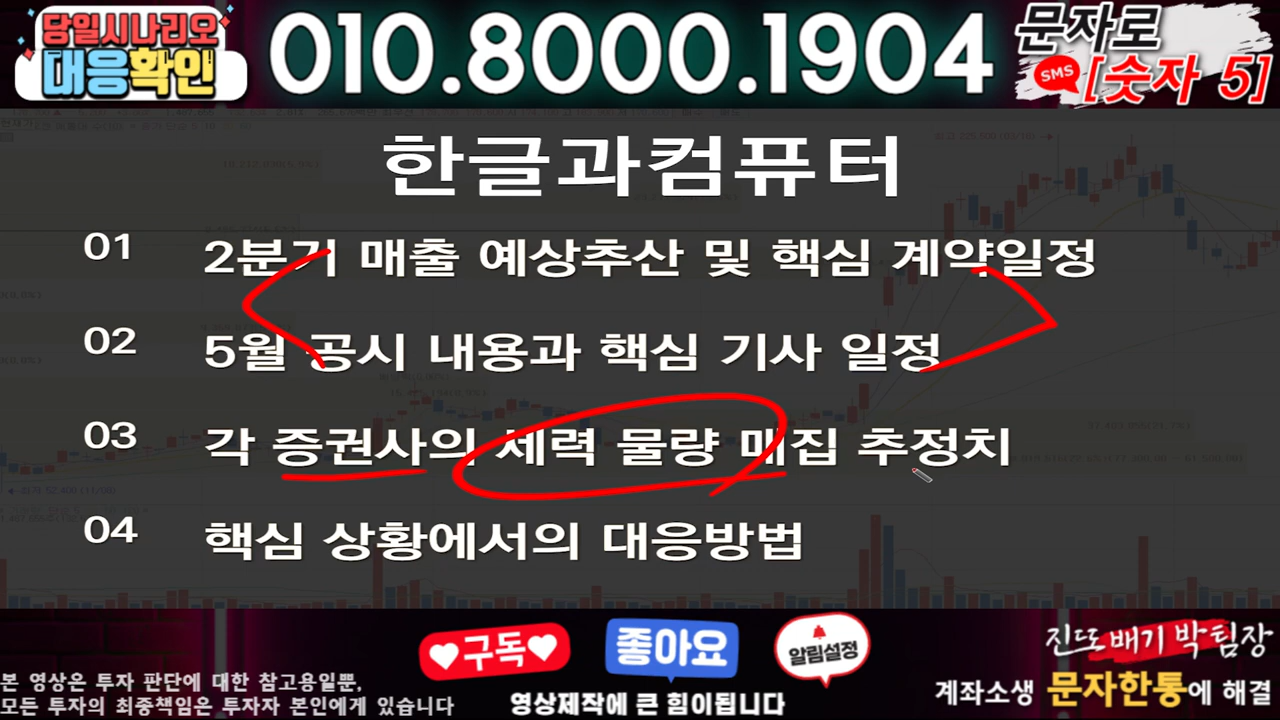 당일시나리오
대응확인
010.8000.1904
문자로
SMS
[숫자 5]
한글과컴퓨터
01
2분기 매출 예상추산 및 핵심 계약일정
02
5월 공시 내용과 핵심 기사 일정
03
각 증권사의 세력 물량 매집 추정치
04
핵심 상황에서의 대응방법
본 영상은 투자 판단에 대한 참고용일뿐,
모든 투자의 최종책임은 투자자 본인에게 있습니다
구독
좋아요
알림설정
영상제작에 큰 힘이됩니다
진또배기 박팀장
계좌소생 문자한통에 해결